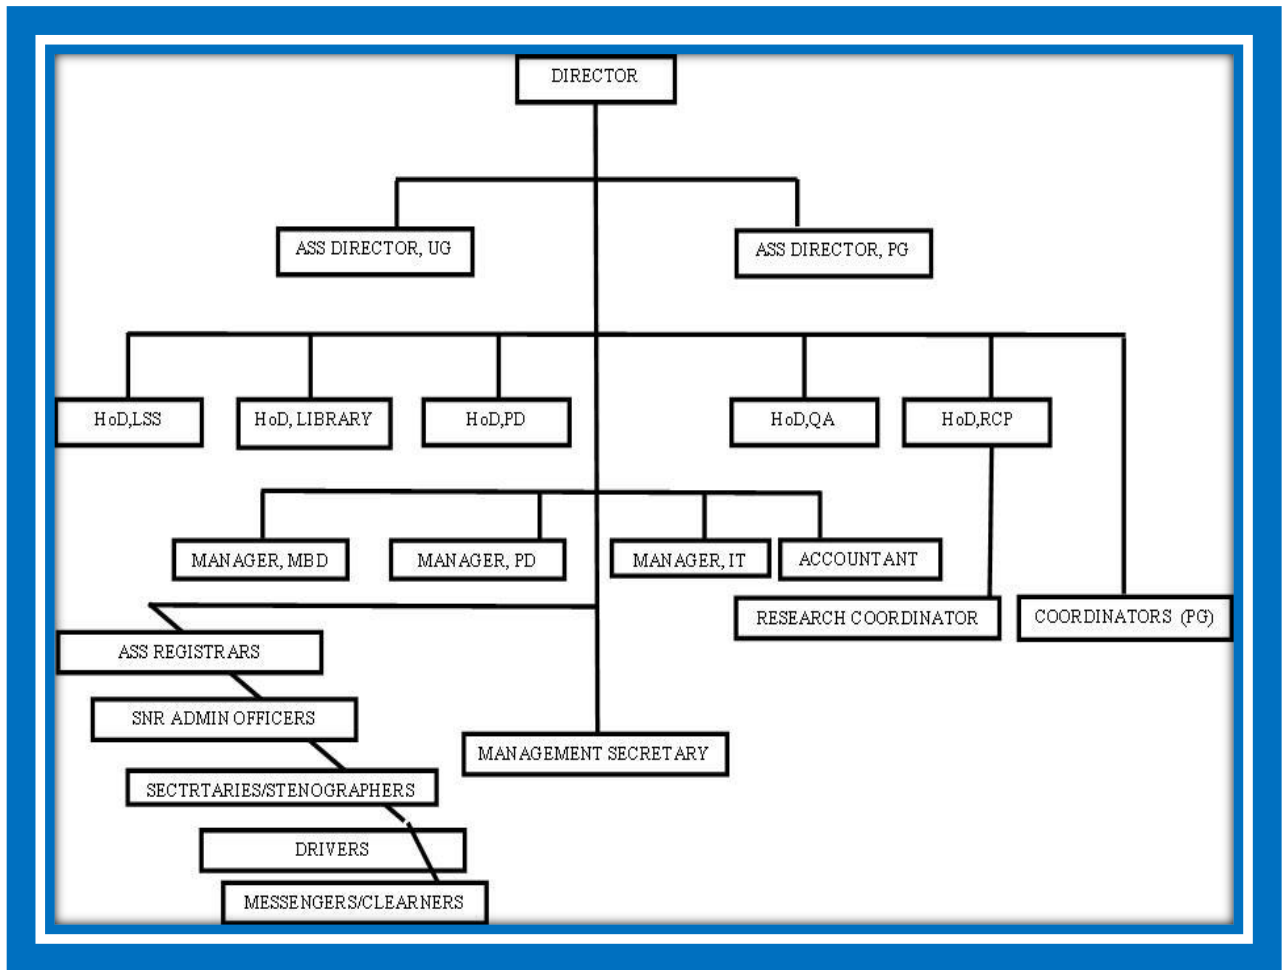 DIRECTOR
ASS DIRECTOR, UG
ASS DIRECTOR, PG
HoD,LSS
HoD, LIBRARY
HoD,PD
HoD,QA
HoD,RCP
MANAGER, MBD
MANAGER, PD
MANAGER, IT
ACCOUNTANT
RESEARCH COORDINATOR
COORDINATORS (PG)
ASS REGISTRARS
SNR ADMIN OFFICERS
MANAGEMENT SECRETARY
SECTRTARIES/STENOGRAPHERS
DRIVERS
MESSENGERS/CLEARNERS